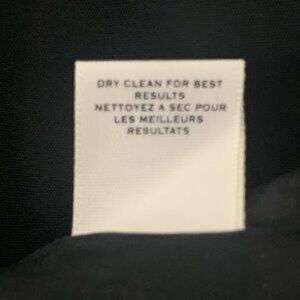 DRY CLEAN FOR BEST
RESULTS
NETTOYEZ A SEC POUR
LES MEILLEURS
RESULTATS